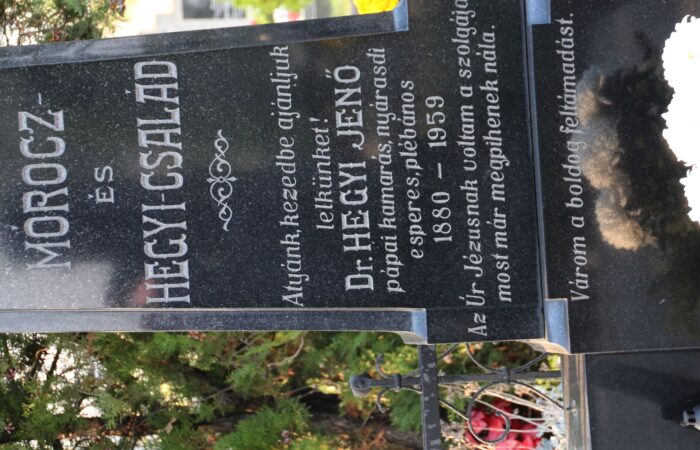 MÓROCZ-
ÉS
HEGYI-CSALÁD
Atyánk, kezedbe ajánljuk
lelkünket!
Dr. HEGYI JENŐ
pápai kamarás, nyárasdi
esperes, plébános
1880 – 1959
Az Úr Jézusnak voltam a szolgája
most már megpihenek nála.
Várom a boldog feltámadást.